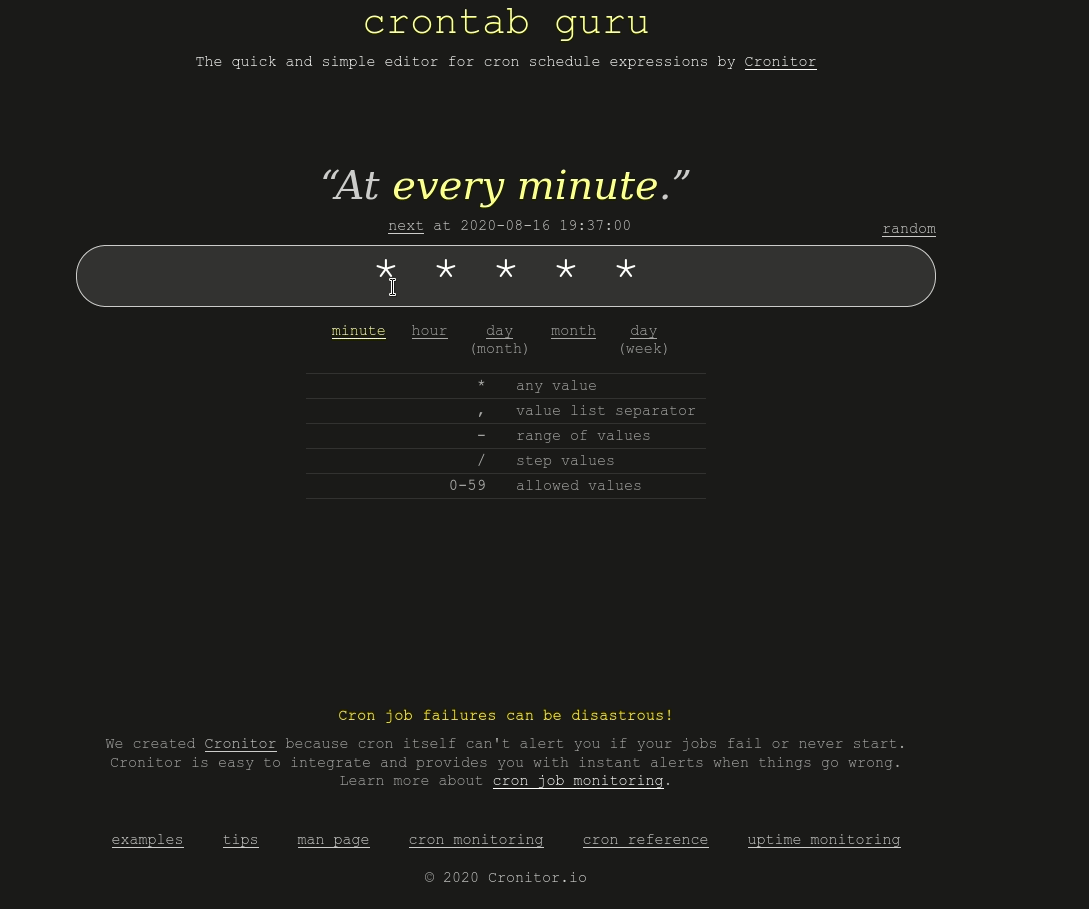 crontab guru
The quick and simple editor for cron schedule expressions by Cronitor
“At every minute.”
next at 2020-08-16 19:37:00
random
* * * * *
minute hour day month day
(month) (week)
* any value
, value list separator
- range of values
/ step values
0-59 allowed values
Cron job failures can be disastrous!
We created Cronitor because cron itself can't alert you if your jobs fail or never start.
Cronitor is easy to integrate and provides you with instant alerts when things go wrong.
Learn more about cron job monitoring.
examples tips man page cron monitoring cron reference uptime monitoring
© 2020 Cronitor.io